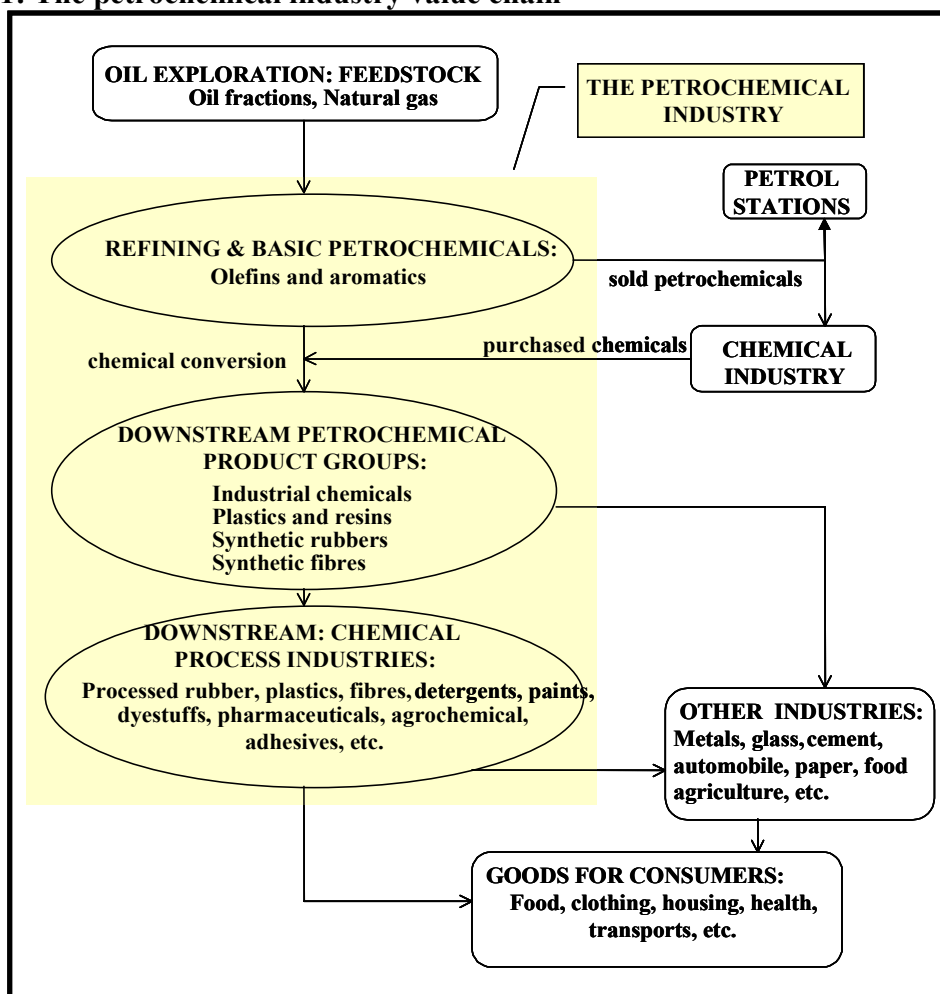 1. The petrochemical industry value chain
OIL EXPLORATION: FEEDSTOCK
Oil fractions, Natural gas
THE PETROCHEMICAL
INDUSTRY
PETROL
STATIONS
REFINING & BASIC PETROCHEMICALS:
Olefins and aromatics
sold petrochemicals
purchased chemicals
chemical conversion
CHEMICAL
INDUSTRY
DOWNSTREAM PETROCHEMICAL
PRODUCT GROUPS:
Industrial chemicals
Plastics and resins
Synthetic rubbers
Synthetic fibres
DOWNSTREAM: CHEMICAL
PROCESS INDUSTRIES:
Processed rubber, plastics, fibres, detergents, paints,
dyestuffs, pharmaceuticals, agrochemical,
adhesives, etc.
OTHER INDUSTRIES:
Metals, glass, cement,
automobile, paper, food
agriculture, etc.
GOODS FOR CONSUMERS:
Food, clothing, housing, health,
transports, etc.